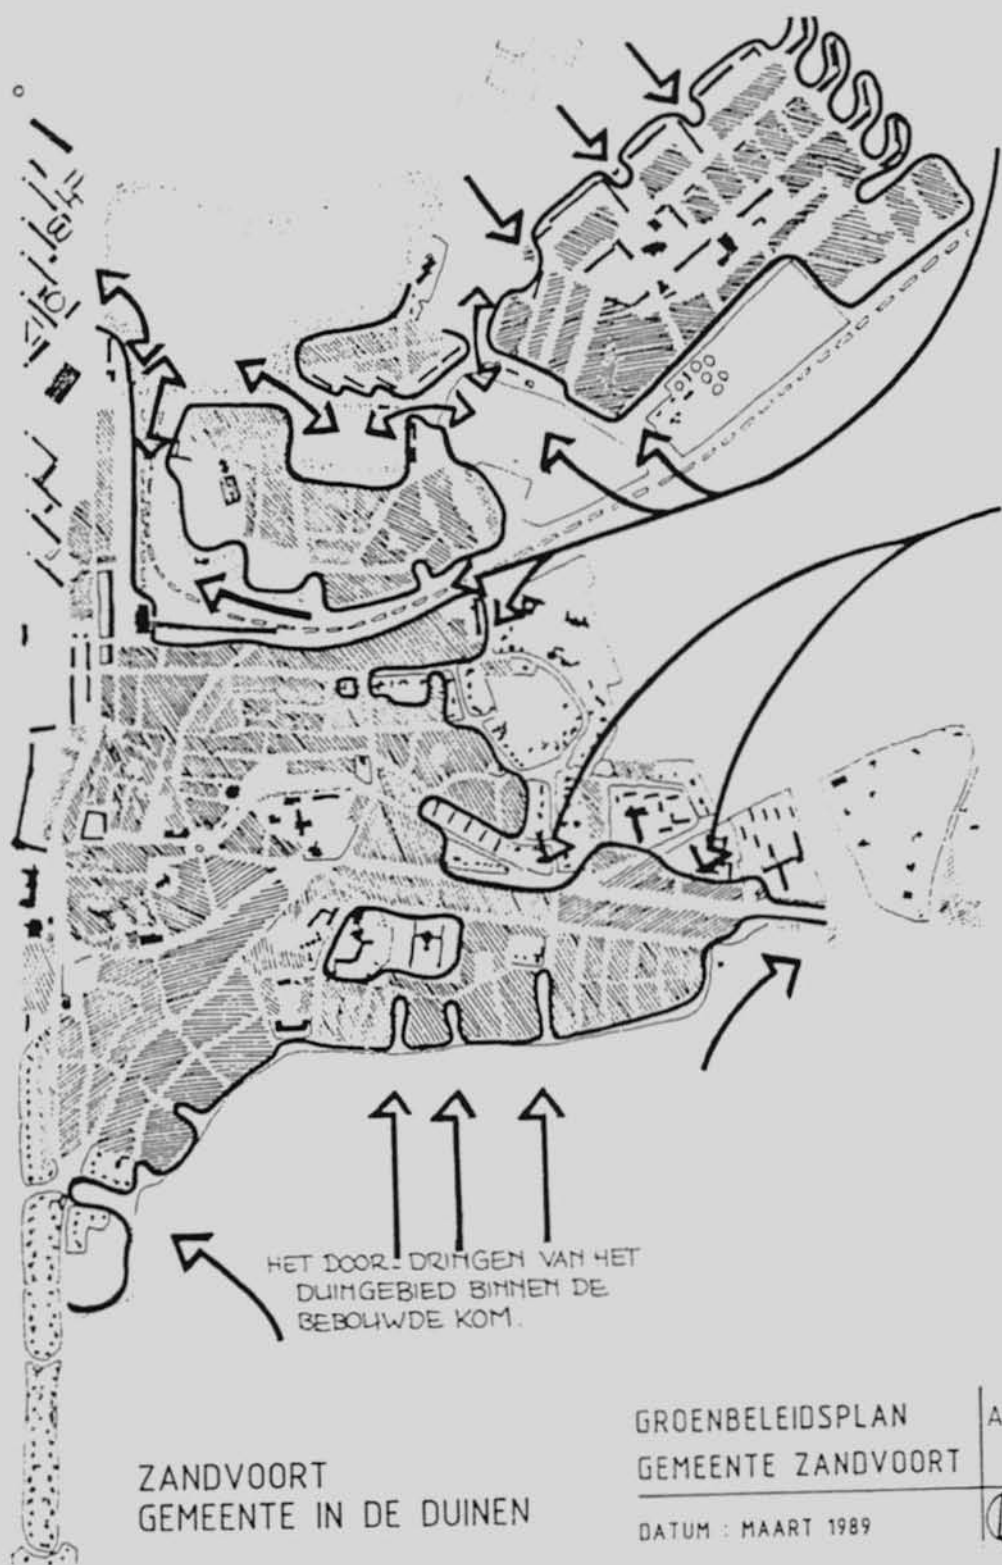 HET DOOR-DRINGEN VAN HET
DUINGEBIED BINNEN DE
BEBOUWDE KOM.
ZANDVOORT
GEMEENTE IN DE DUINEN
GROENBELEIDSPLAN
GEMEENTE ZANDVOORT
DATUM : MAART 1989
A